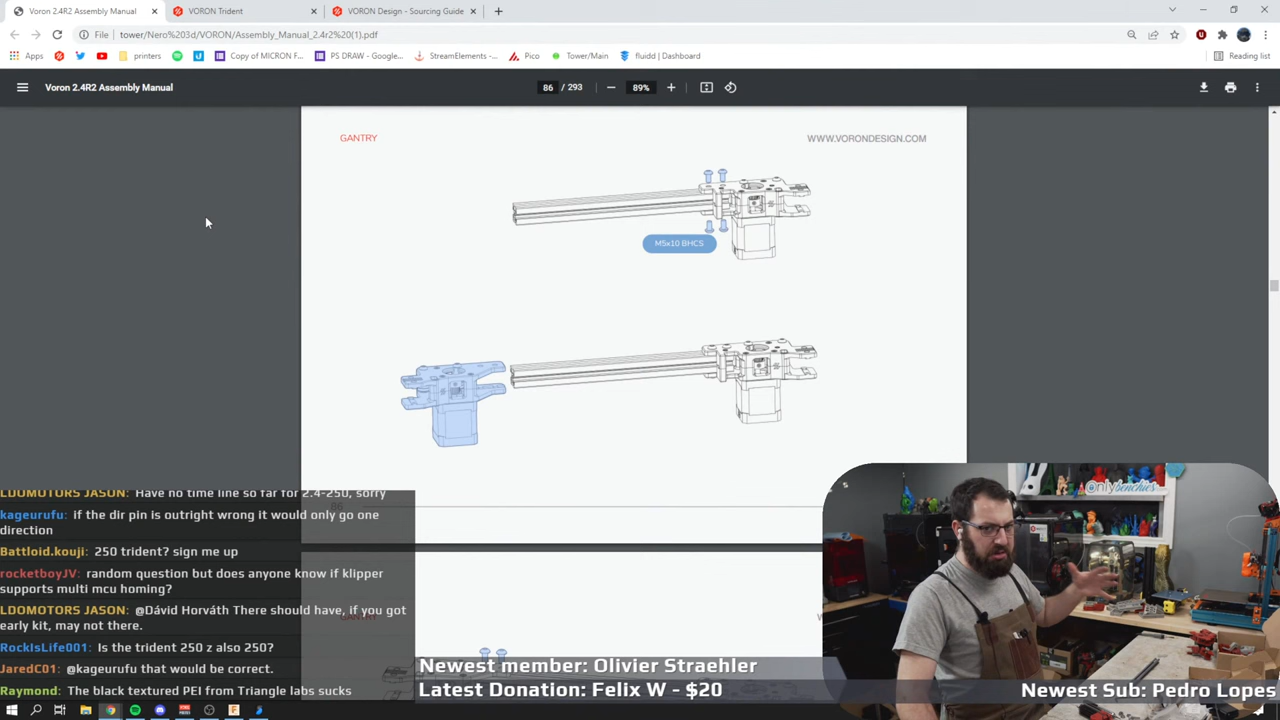 Voron 2.4R2 Assembly Manual
VORON Trident
VORON Design - Sourcing Guide
File
tower/Nero%203d/VORON/Assembly_Manual_2.4r2%20(1).pdf
Apps
printers
Copy of MICRON F...
PS DRAW - Google...
StreamElements -...
Pico
Tower/Main
fluidd | Dashboard
Reading list
Voron 2.4R2 Assembly Manual
86 / 293
89%
GANTRY
WWW.VORONDESIGN.COM
M5x10 BHCS
@onlybenchies
LDOMOTORS JASON: Have no time line so far for 2.4-250, sorry
kageurufu: if the dir pin is outright wrong it would only go one
direction
Battloid.kouji: 250 trident? sign me up
rocketboyJV: random question but does anyone know if klipper
supports multi mcu homing?
LDOMOTORS JASON: @Dávid Horváth There should have, if you got
early kit, may not there.
RockIsLife001: Is the trident 250 z also 250?
JaredC01: @kageurufu that would be correct.
Raymond: The black textured PEI from Triangle labs sucks
Newest member: Olivier Straehler
Latest Donation: Felix W - $20
Newest Sub: Pedro Lopes